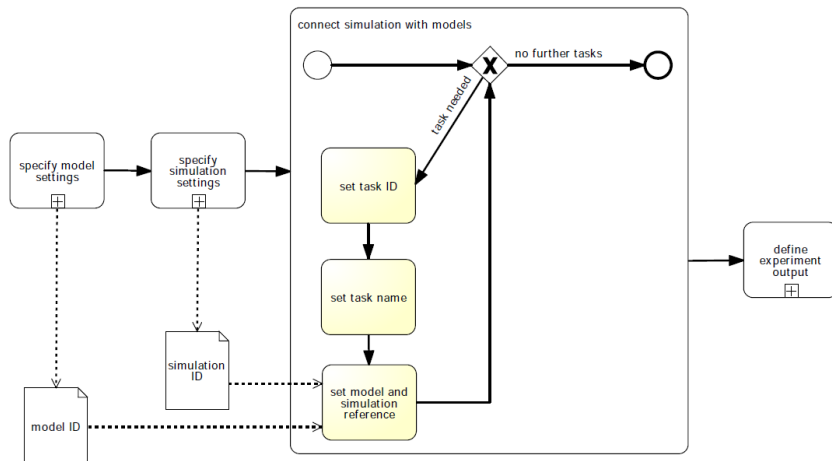 connect simulation with models
no further tasks
task needed
specify model
settings
specify
simulation
settings
set task ID
set task name
set model and
simulation
reference
simulation
ID
model ID
define
experiment
output